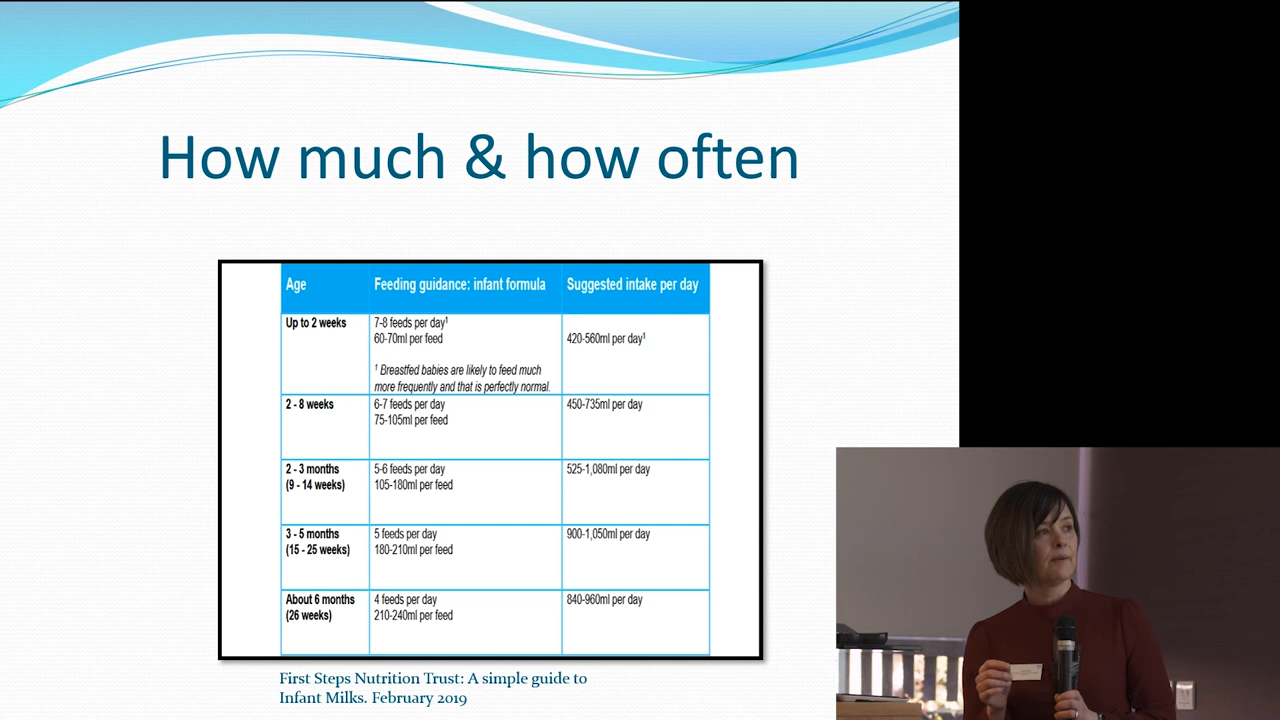 How much & how often
Age Feeding guidance: infant formula Suggested intake per day
Up to 2 weeks 7-8 feeds per day¹
60-70ml per feed 420-560ml per day¹
¹ Breastfed babies are likely to feed much
more frequently and that is perfectly normal.
2 - 8 weeks 6-7 feeds per day 450-735ml per day
75-105ml per feed
2 - 3 months 5-6 feeds per day 525-1,080ml per day
(9 - 14 weeks) 105-180ml per feed
3 - 5 months 5 feeds per day 900-1,050ml per day
(15 - 25 weeks) 180-210ml per feed
About 6 months 4 feeds per day 840-960ml per day
(26 weeks) 210-240ml per feed
First Steps Nutrition Trust: A simple guide to
Infant Milks. February 2019